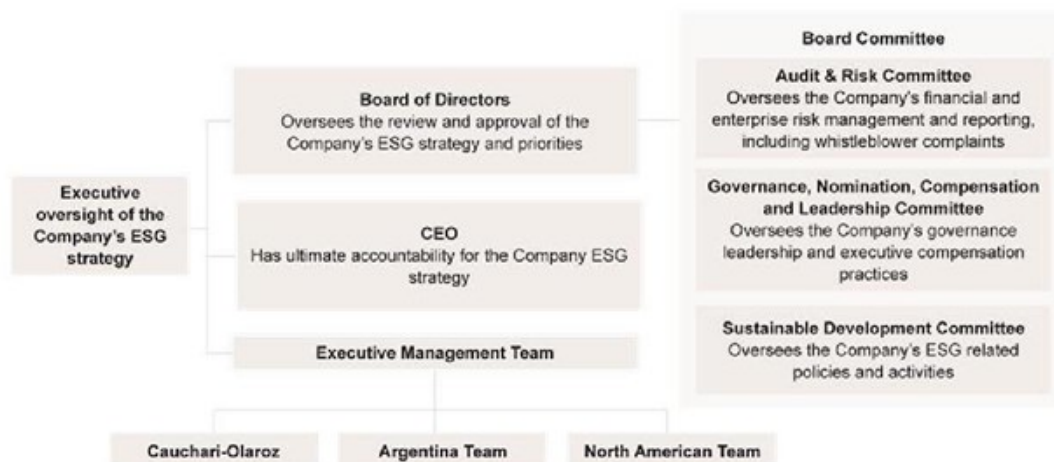 Executive
oversight of the
Company's ESG
strategy
Board of Directors
Oversees the review and approval of the
Company's ESG strategy and priorities
CEO
Has ultimate accountability for the Company ESG
strategy
Executive Management Team
Cauchari-Olaroz
Argentina Team
North American Team
Board Committee
Audit & Risk Committee
Oversees the Company's financial and
enterprise risk management and reporting,
including whistleblower complaints
Governance, Nomination, Compensation
and Leadership Committee
Oversees the Company's governance
leadership and executive compensation
practices
Sustainable Development Committee
Oversees the Company's ESG related
policies and activities